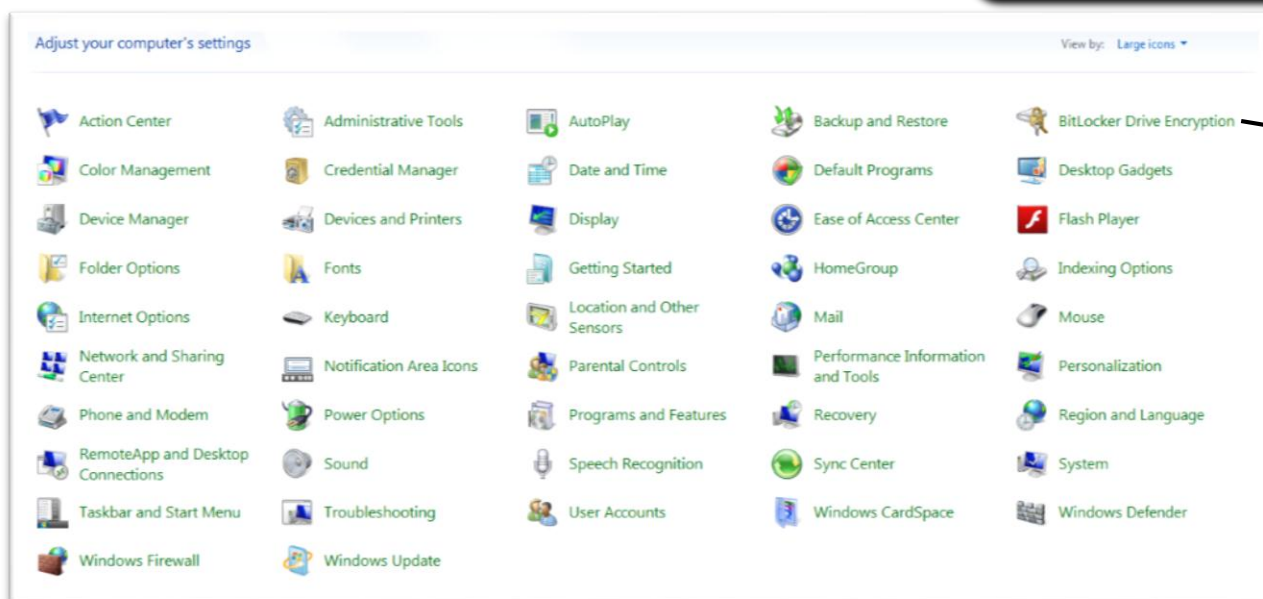 Adjust your computer's settings
View by: Large icons
Action Center
Administrative Tools
AutoPlay
Backup and Restore
BitLocker Drive Encryption
Color Management
Credential Manager
Date and Time
Default Programs
Desktop Gadgets
Device Manager
Devices and Printers
Display
Ease of Access Center
Flash Player
Folder Options
Fonts
Getting Started
HomeGroup
Indexing Options
Internet Options
Keyboard
Location and Other
Sensors
Mail
Mouse
Network and Sharing
Center
Notification Area Icons
Parental Controls
Performance Information
and Tools
Personalization
Phone and Modem
Power Options
Programs and Features
Recovery
Region and Language
RemoteApp and Desktop
Connections
Sound
Speech Recognition
Sync Center
System
Taskbar and Start Menu
Troubleshooting
User Accounts
Windows CardSpace
Windows Defender
Windows Firewall
Windows Update